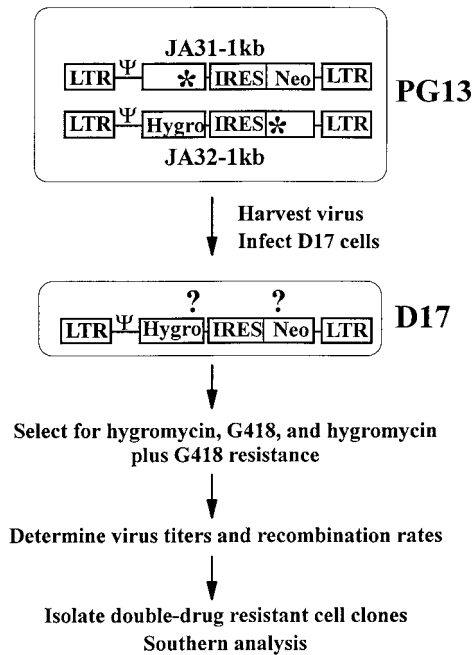 JA31-1kb
LTR Ψ * IRES Neo LTR
PG13
LTR Ψ Hygro IRES * LTR
JA32-1kb
Harvest virus
Infect D17 cells
? ?
LTR Ψ Hygro IRES Neo LTR
D17
Select for hygromycin, G418, and hygromycin
plus G418 resistance
Determine virus titers and recombination rates
Isolate double-drug resistant cell clones
Southern analysis